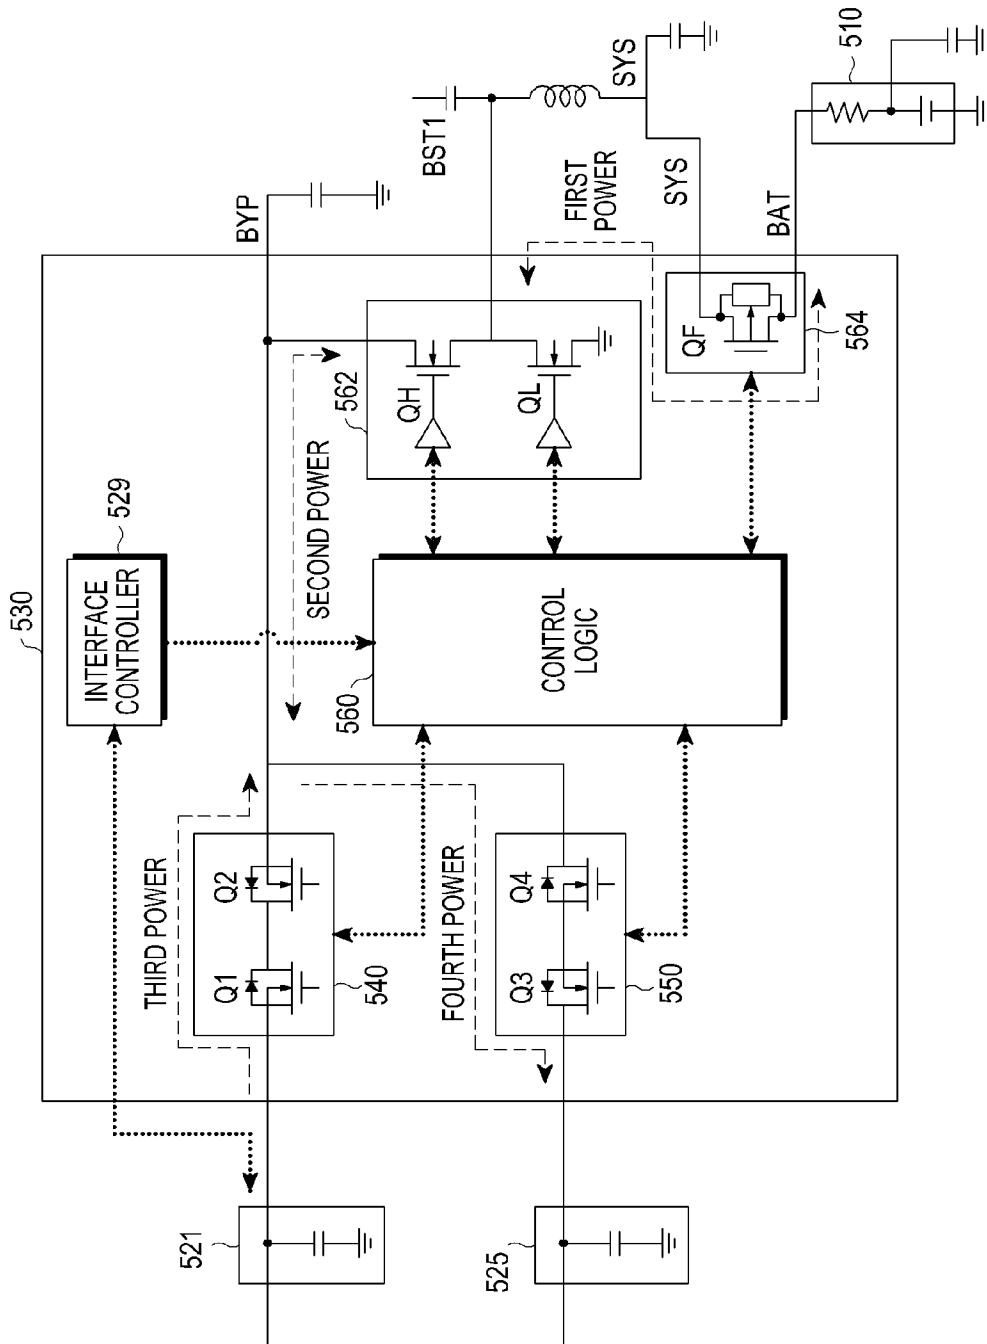 530
INTERFACE
CONTROLLER
529
BYP
BST1
SYS
SYS
BAT
510
FIRST
POWER
SECOND POWER
THIRD POWER
FOURTH POWER
562
QH
QL
QF
564
560
CONTROL
LOGIC
Q1
Q2
540
Q3
Q4
550
521
525